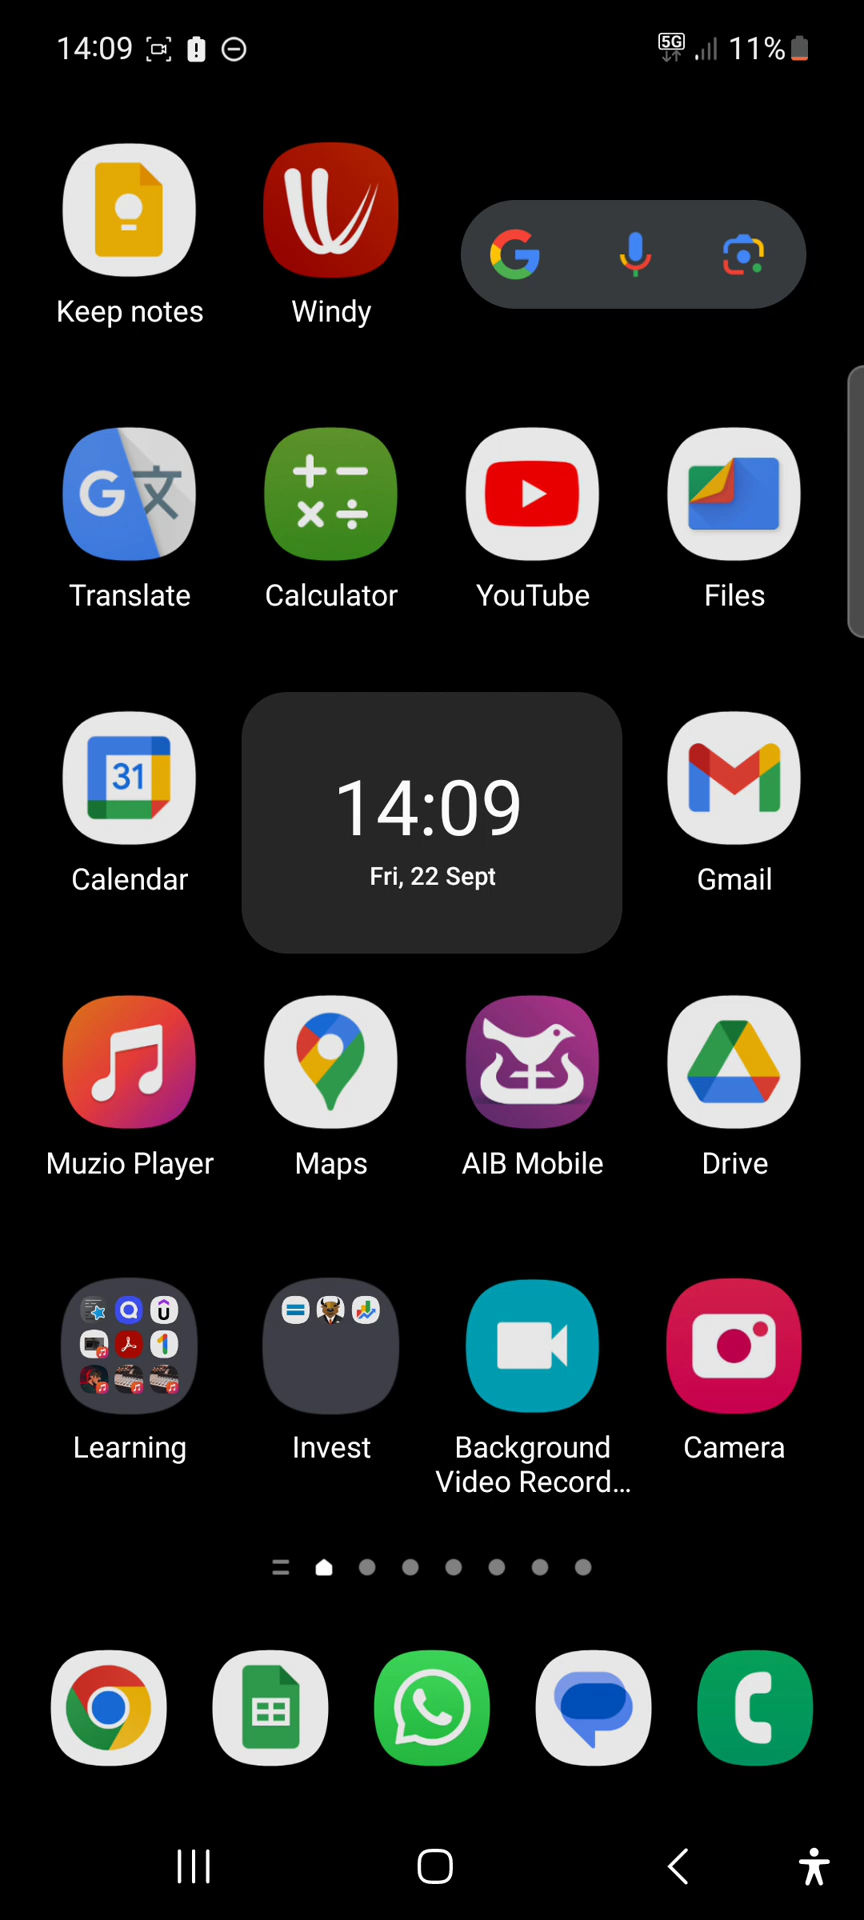 14:09
5G
11%
Keep notes
Windy
Translate
Calculator
YouTube
Files
31
14:09
Fri, 22 Sept
Calendar
Gmail
Muzio Player
Maps
AIB Mobile
Drive
Learning
Invest
Background
Video Record...
Camera